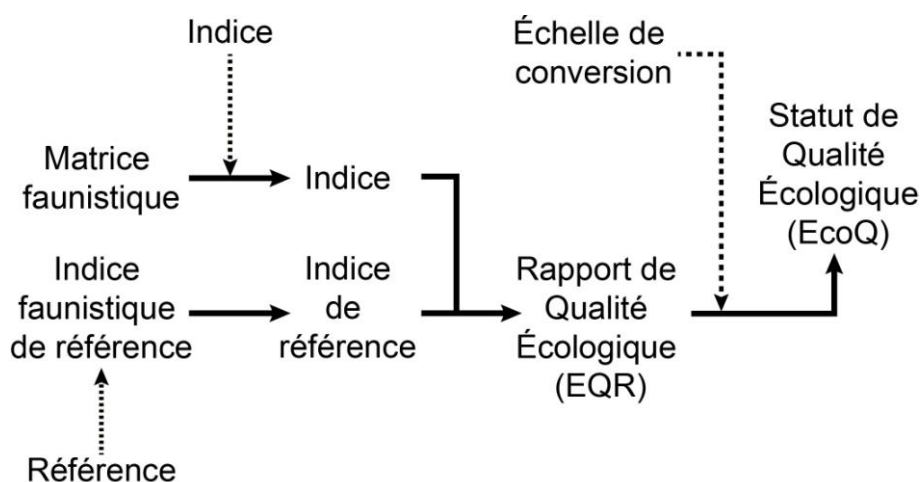 Indice
Échelle de
conversion
Matrice
faunistique
Indice
Statut de
Qualité
Écologique
(EcoQ)
Indice
faunistique
de référence
Indice
de
référence
Rapport de
Qualité
Écologique
(EQR)
Référence